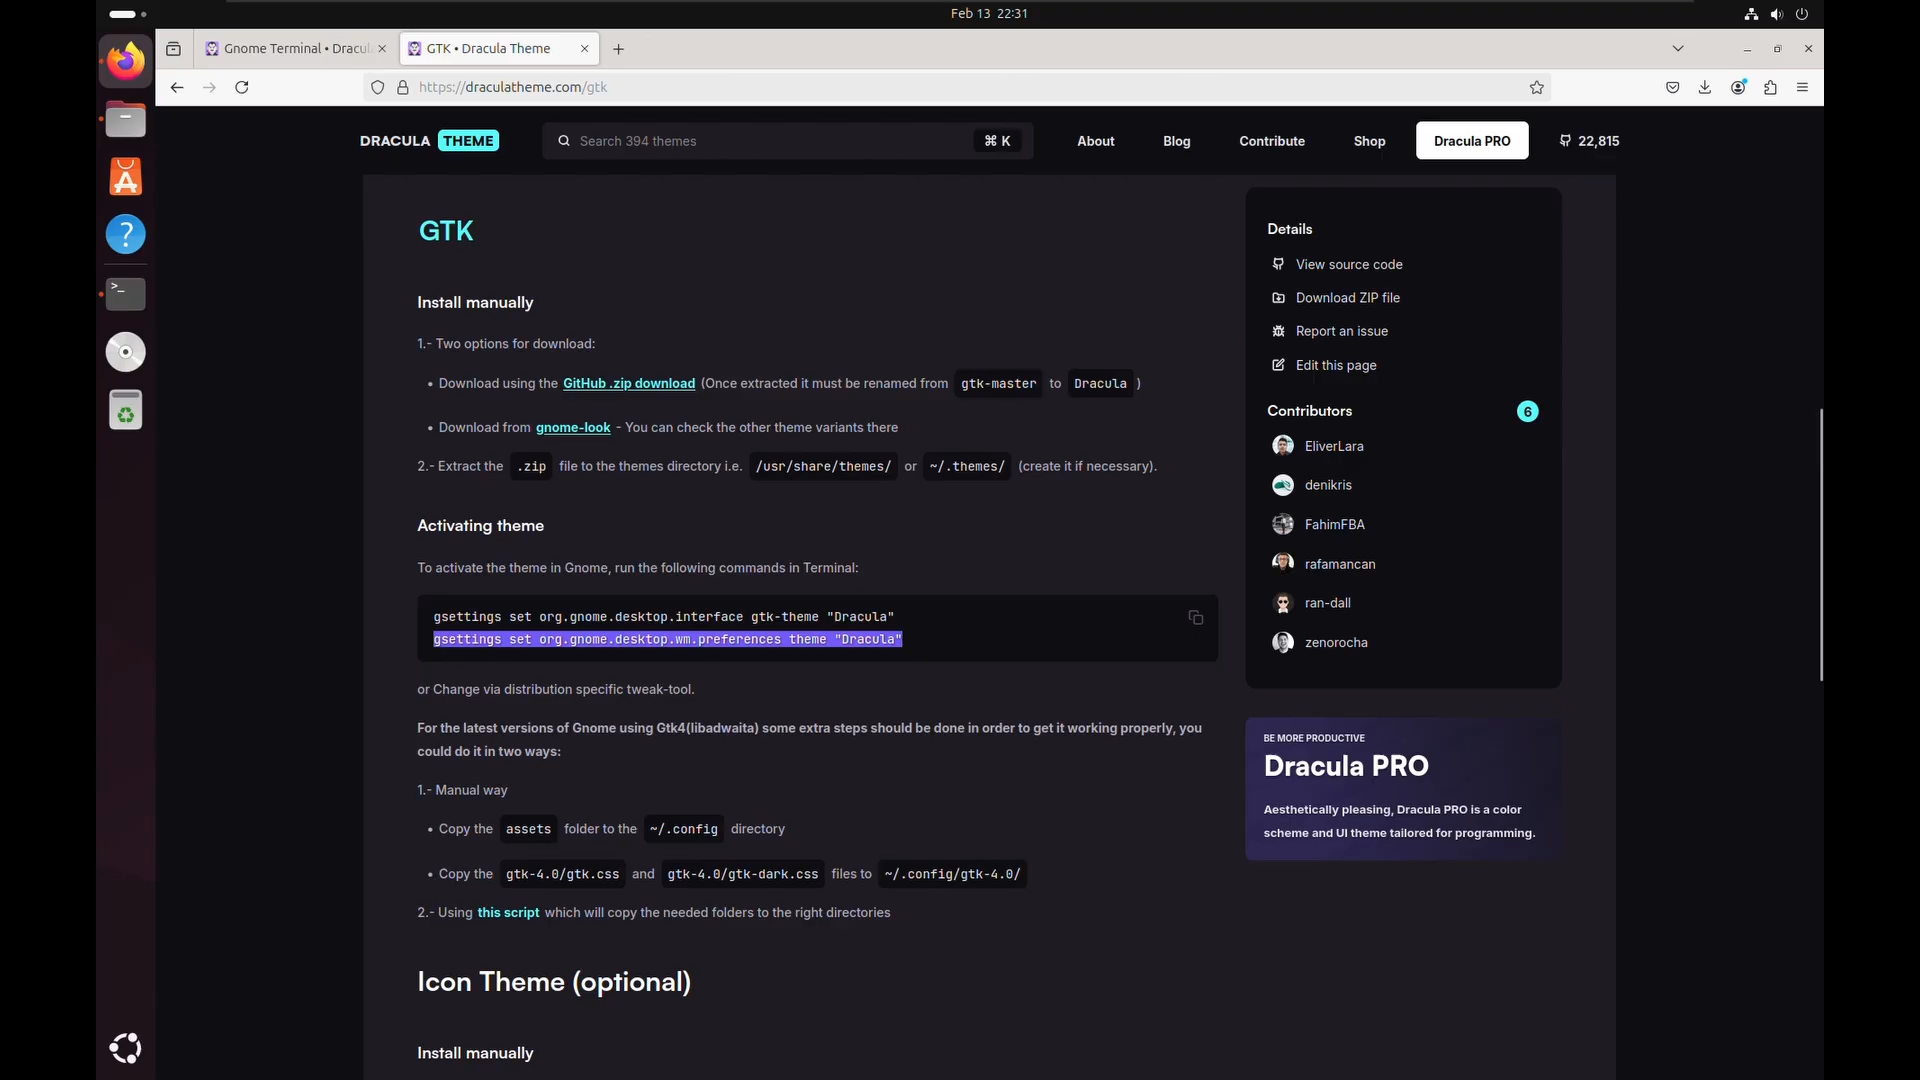 Feb 13 22:31
Gnome Terminal • Dracul
GTK • Dracula Theme
https://draculatheme.com/gtk
DRACULA THEME
Search 394 themes
⌘ K
About
Blog
Contribute
Shop
Dracula PRO
22,815
GTK
Install manually
1.- Two options for download:
• Download using the GitHub .zip download (Once extracted it must be renamed from gtk-master to Dracula )
• Download from gnome-look - You can check the other theme variants there
2.- Extract the .zip file to the themes directory i.e. /usr/share/themes/ or ~/.themes/ (create it if necessary).
Activating theme
To activate the theme in Gnome, run the following commands in Terminal:
gsettings set org.gnome.desktop.interface gtk-theme "Dracula"
gsettings set org.gnome.desktop.wm.preferences theme "Dracula"
or Change via distribution specific tweak-tool.
For the latest versions of Gnome using Gtk4(libadwaita) some extra steps should be done in order to get it working properly, you
could do it in two ways:
1.- Manual way
• Copy the assets folder to the ~/.config directory
• Copy the gtk-4.0/gtk.css and gtk-4.0/gtk-dark.css files to ~/.config/gtk-4.0/
2.- Using this script which will copy the needed folders to the right directories
Icon Theme (optional)
Install manually
Details
View source code
Download ZIP file
Report an issue
Edit this page
Contributors 6
EliverLara
denikris
FahimFBA
rafamancan
ran-dall
zenorocha
BE MORE PRODUCTIVE
Dracula PRO
Aesthetically pleasing, Dracula PRO is a color
scheme and UI theme tailored for programming.